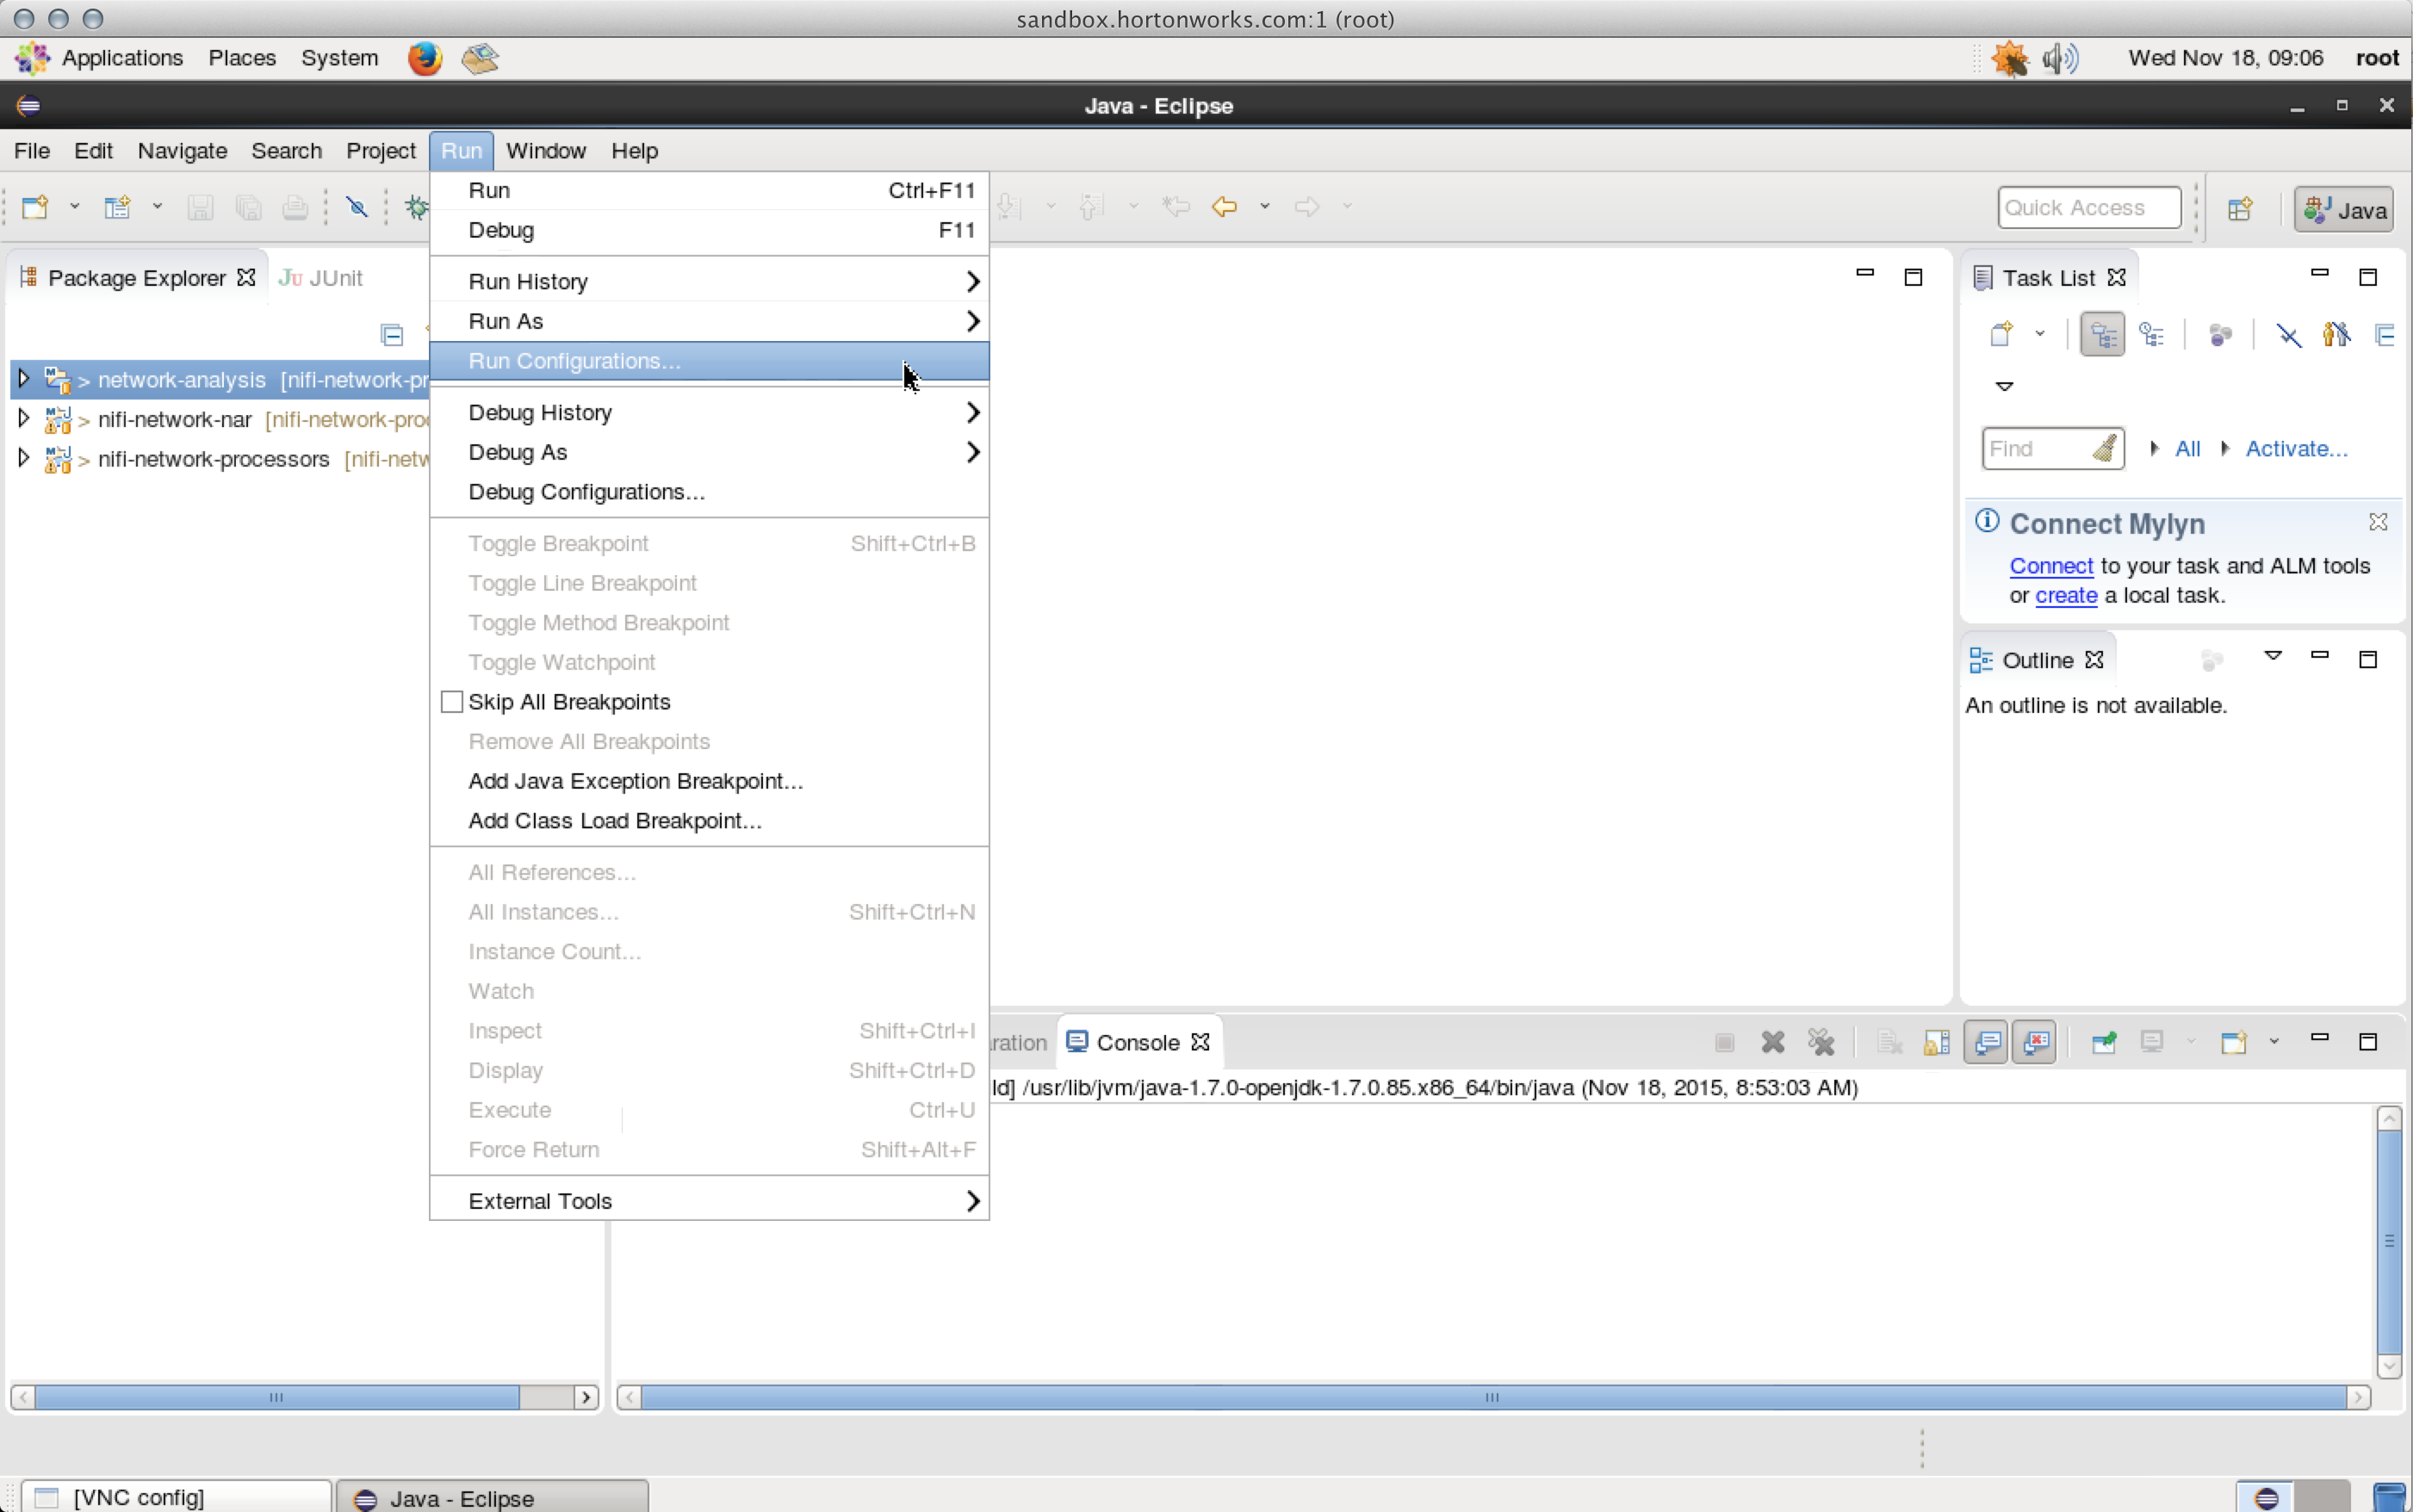 sandbox.hortonworks.com:1 (root)
Applications Places System Wed Nov 18, 09:06 root
Java - Eclipse
File Edit Navigate Search Project Run Window Help
Quick Access Java
Package Explorer JUnit
> network-analysis [nifi-network-pr
> nifi-network-nar [nifi-network-pro
> nifi-network-processors [nifi-netw
Run Ctrl+F11
Debug F11
Run History
Run As
Run Configurations...
Debug History
Debug As
Debug Configurations...
Toggle Breakpoint Shift+Ctrl+B
Toggle Line Breakpoint
Toggle Method Breakpoint
Toggle Watchpoint
Skip All Breakpoints
Remove All Breakpoints
Add Java Exception Breakpoint...
Add Class Load Breakpoint...
All References...
All Instances... Shift+Ctrl+N
Instance Count...
Watch
Inspect Shift+Ctrl+I
Display Shift+Ctrl+D
Execute Ctrl+U
Force Return Shift+Alt+F
External Tools
Task List
Find All Activate...
Connect Mylyn
Connect to your task and ALM tools
or create a local task.
Outline
An outline is not available.
ration Console
ld] /usr/lib/jvm/java-1.7.0-openjdk-1.7.0.85.x86_64/bin/java (Nov 18, 2015, 8:53:03 AM)
[VNC config] Java - Eclipse